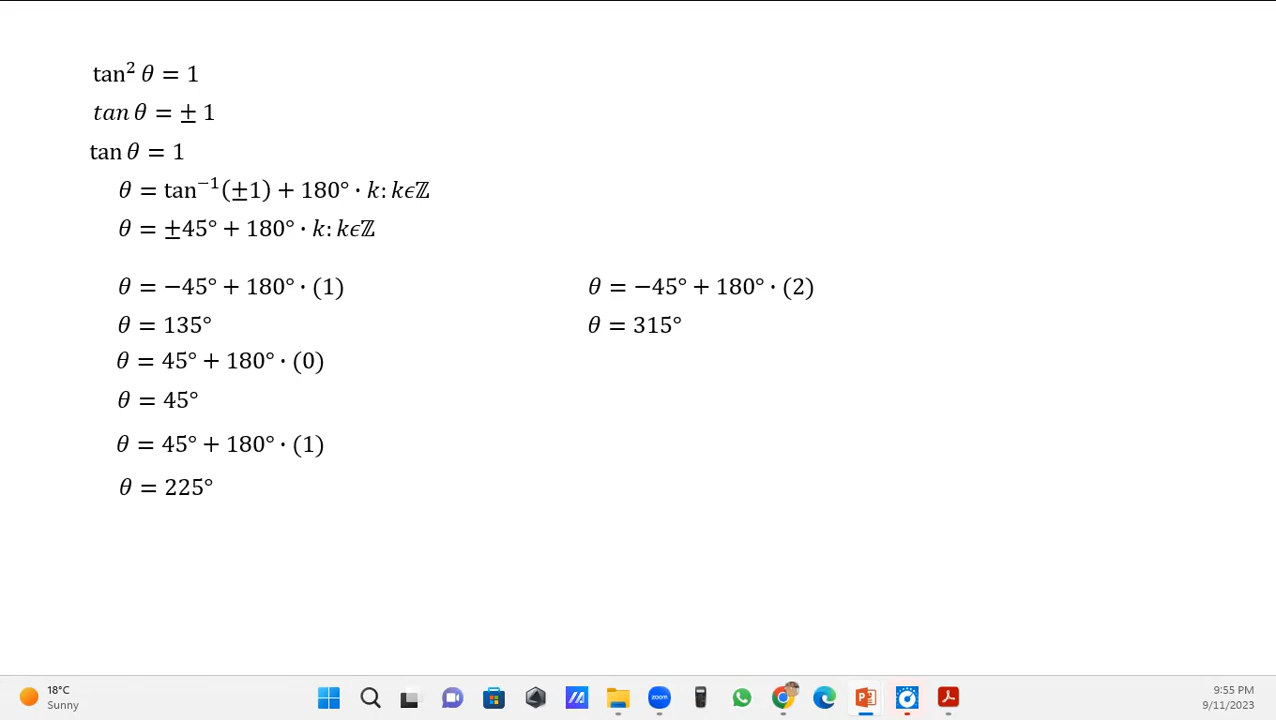 tan² θ = 1
tan θ = ± 1
tan θ = 1
θ = tan⁻¹(±1) + 180° · k: kϵℤ
θ = ±45° + 180° · k: kϵℤ
θ = −45° + 180° · (1)
θ = 135°
θ = 45° + 180° · (0)
θ = 45°
θ = 45° + 180° · (1)
θ = 225°
θ = −45° + 180° · (2)
θ = 315°
18°C
Sunny
zoom
9:55 PM
9/11/2023